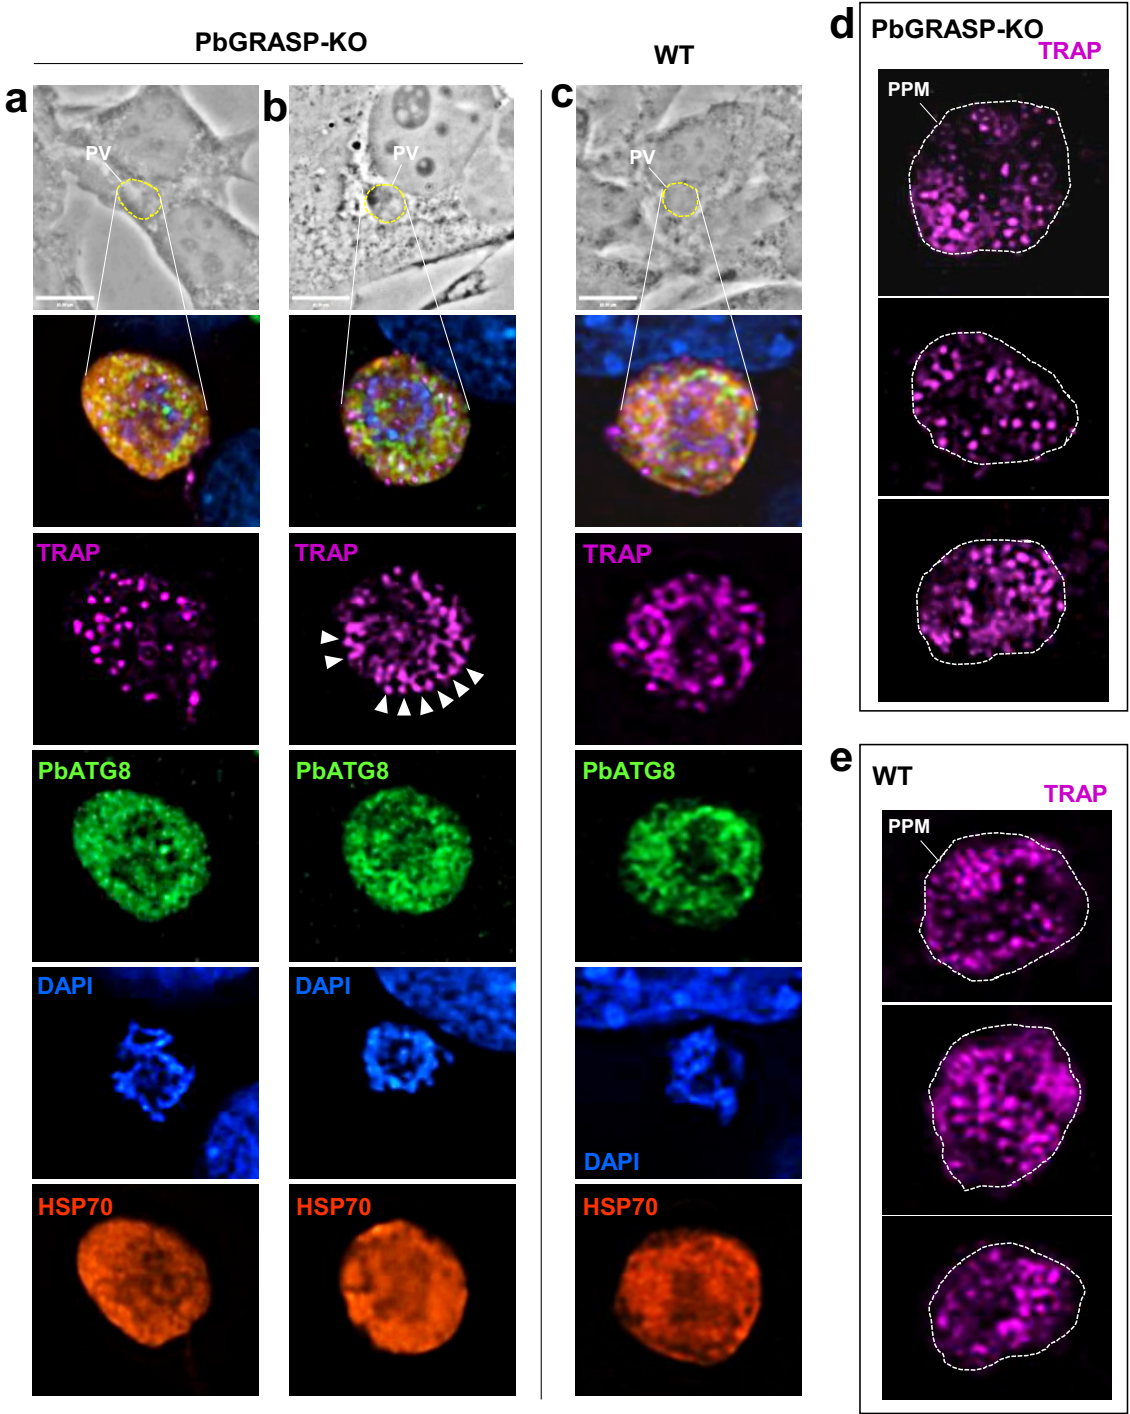 PbGRASP-KO
WT
a
PV
b
PV
c
PV
TRAP
TRAP
TRAP
PbATG8
PbATG8
PbATG8
DAPI
DAPI
DAPI
HSP70
HSP70
HSP70
d
PbGRASP-KO
TRAP
PPM
e
WT
TRAP
PPM